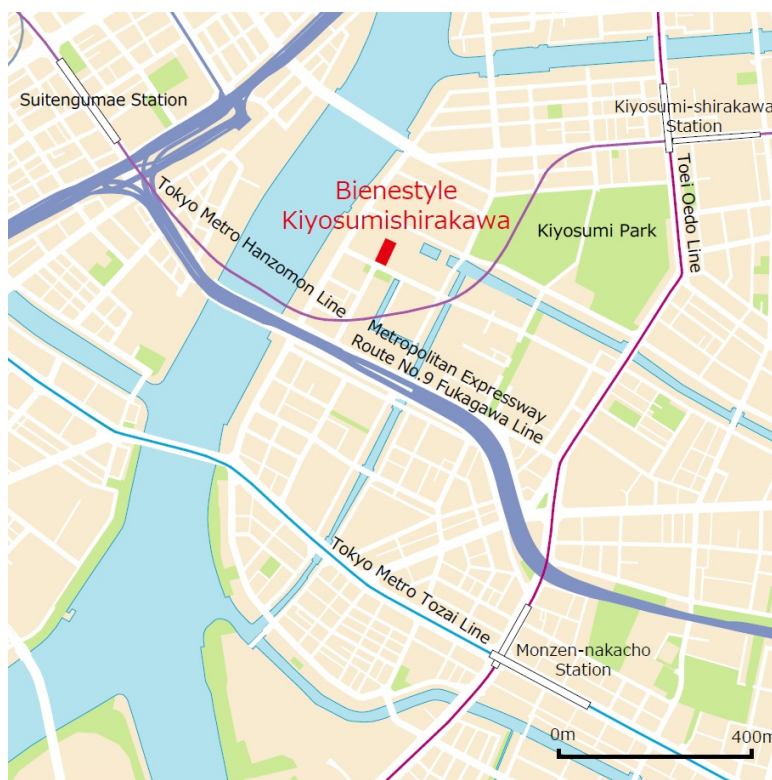 Suitengumae Station
Kiyosumi-shirakawa
Station
Bienestyle
Kiyosumishirakawa
Tokyo Metro Hanzomon Line
Kiyosumi Park
Toei Oedo Line
Metropolitan Expressway
Route No.9 Fukagawa Line
Tokyo Metro Tozai Line
Monzen-nakacho
Station
0m
400m